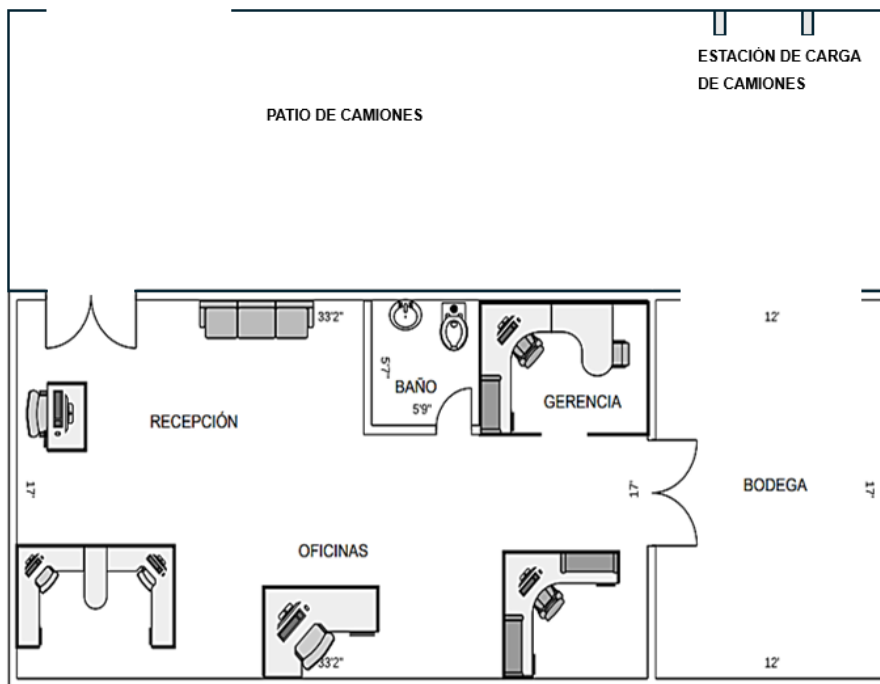 ESTACIÓN DE CARGA
DE CAMIONES
PATIO DE CAMIONES
33'2"
12'
5'7"
BAÑO
5'9"
GERENCIA
RECEPCIÓN
17'
17'
BODEGA
17'
OFICINAS
33'2"
12'